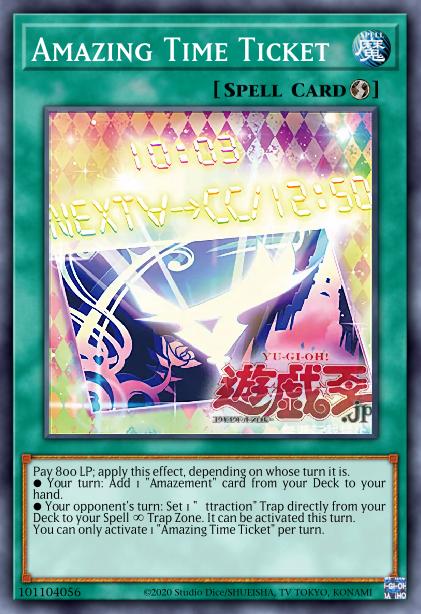 Amazing Time Ticket
SPELL
魔
[Spell Card]
10:03
NEXT∀→CC/12:50
YU-GI-OH!
遊戯王
.jp
Pay 800 LP; apply this effect, depending on whose turn it is.
● Your turn: Add 1 "Amazement" card from your Deck to your
hand.
● Your opponent's turn: Set 1 " ttraction" Trap directly from your
Deck to your Spell ∞ Trap Zone. It can be activated this turn.
You can only activate 1 "Amazing Time Ticket" per turn.
101104056
©2020 Studio Dice/SHUEISHA, TV TOKYO, KONAMI